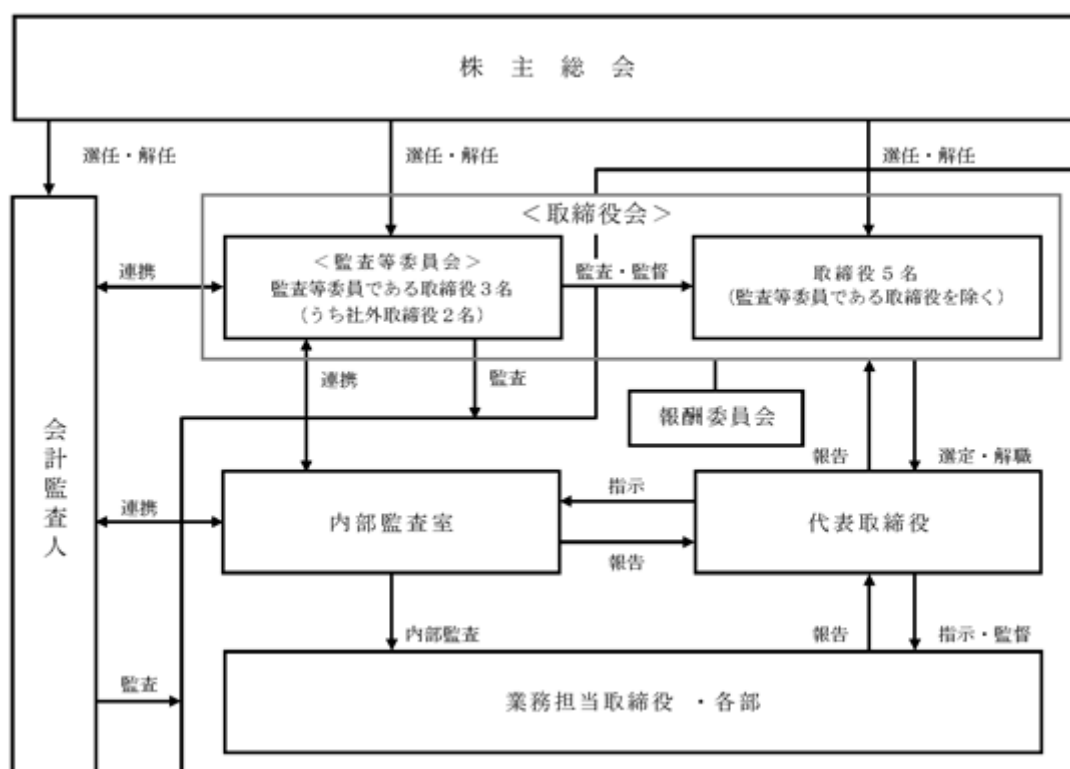 株主総会
選任・解任
選任・解任
選任・解任
＜取締役会＞
＜監査等委員会＞
監査等委員である取締役３名
（うち社外取締役２名）
連携
監査・監督
取締役５名
（監査等委員である取締役を除く）
連携
監査
報酬委員会
会計監査人
報告
選定・解職
連携
内部監査室
指示
報告
代表取締役
内部監査
報告
指示・監督
監査
業務担当取締役・各部